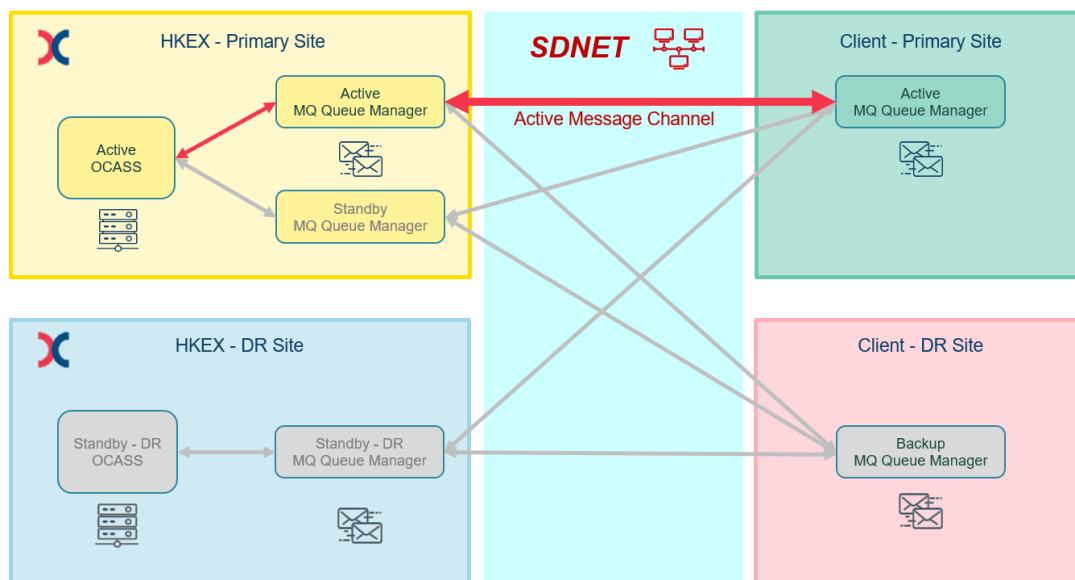 HKEX - Primary Site
SDNET
Client - Primary Site
Active
MQ Queue Manager
Active Message Channel
Active
MQ Queue Manager
Active
OCASS
Standby
MQ Queue Manager
HKEX - DR Site
Client - DR Site
Standby - DR
OCASS
Standby - DR
MQ Queue Manager
Backup
MQ Queue Manager